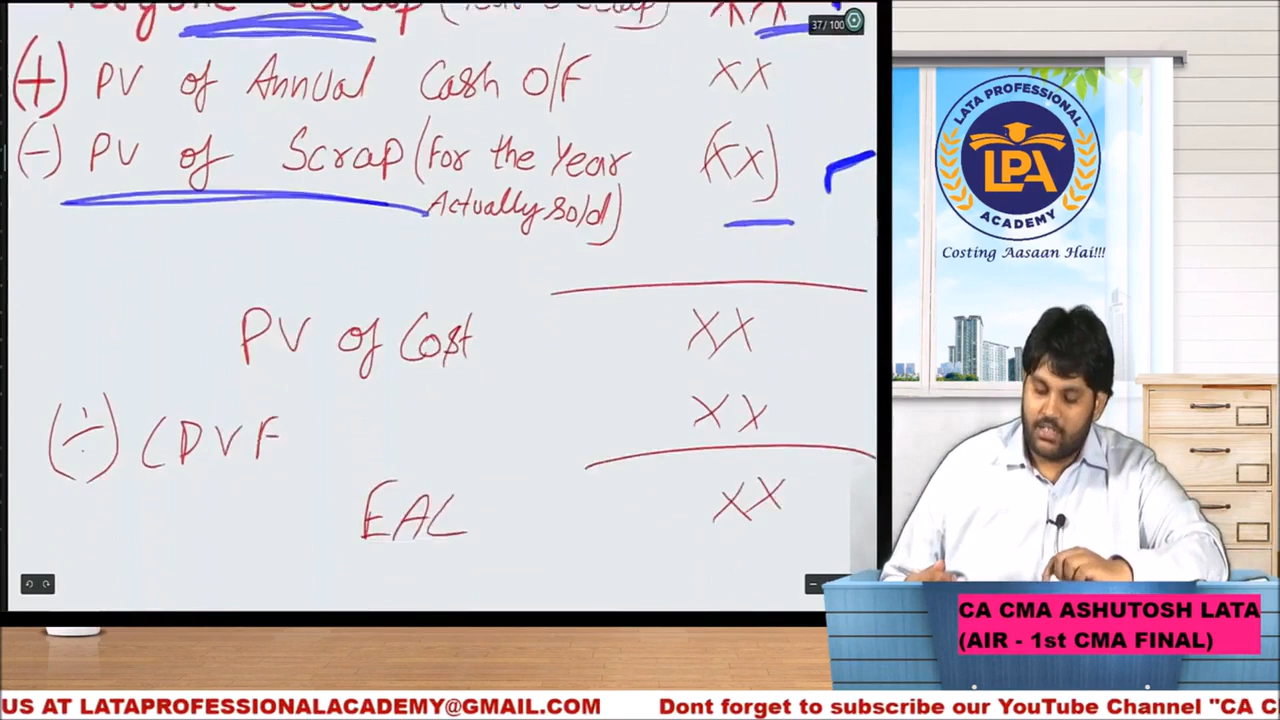 37/100
(+) PV of Annual Cash O/F XX
(-) PV of Scrap (For the Year (XX)
Actually Sold)
PV of Cost XX
(÷) CDVF XX
EAC XX
LATA PROFESSIONAL
LPA
ACADEMY
Costing Aasaan Hai!!!
CA CMA ASHUTOSH LATA
(AIR - 1st CMA FINAL)
US AT LATAPROFESSIONALACADEMY@GMAIL.COM Dont forget to subscribe our YouTube Channel "CA C